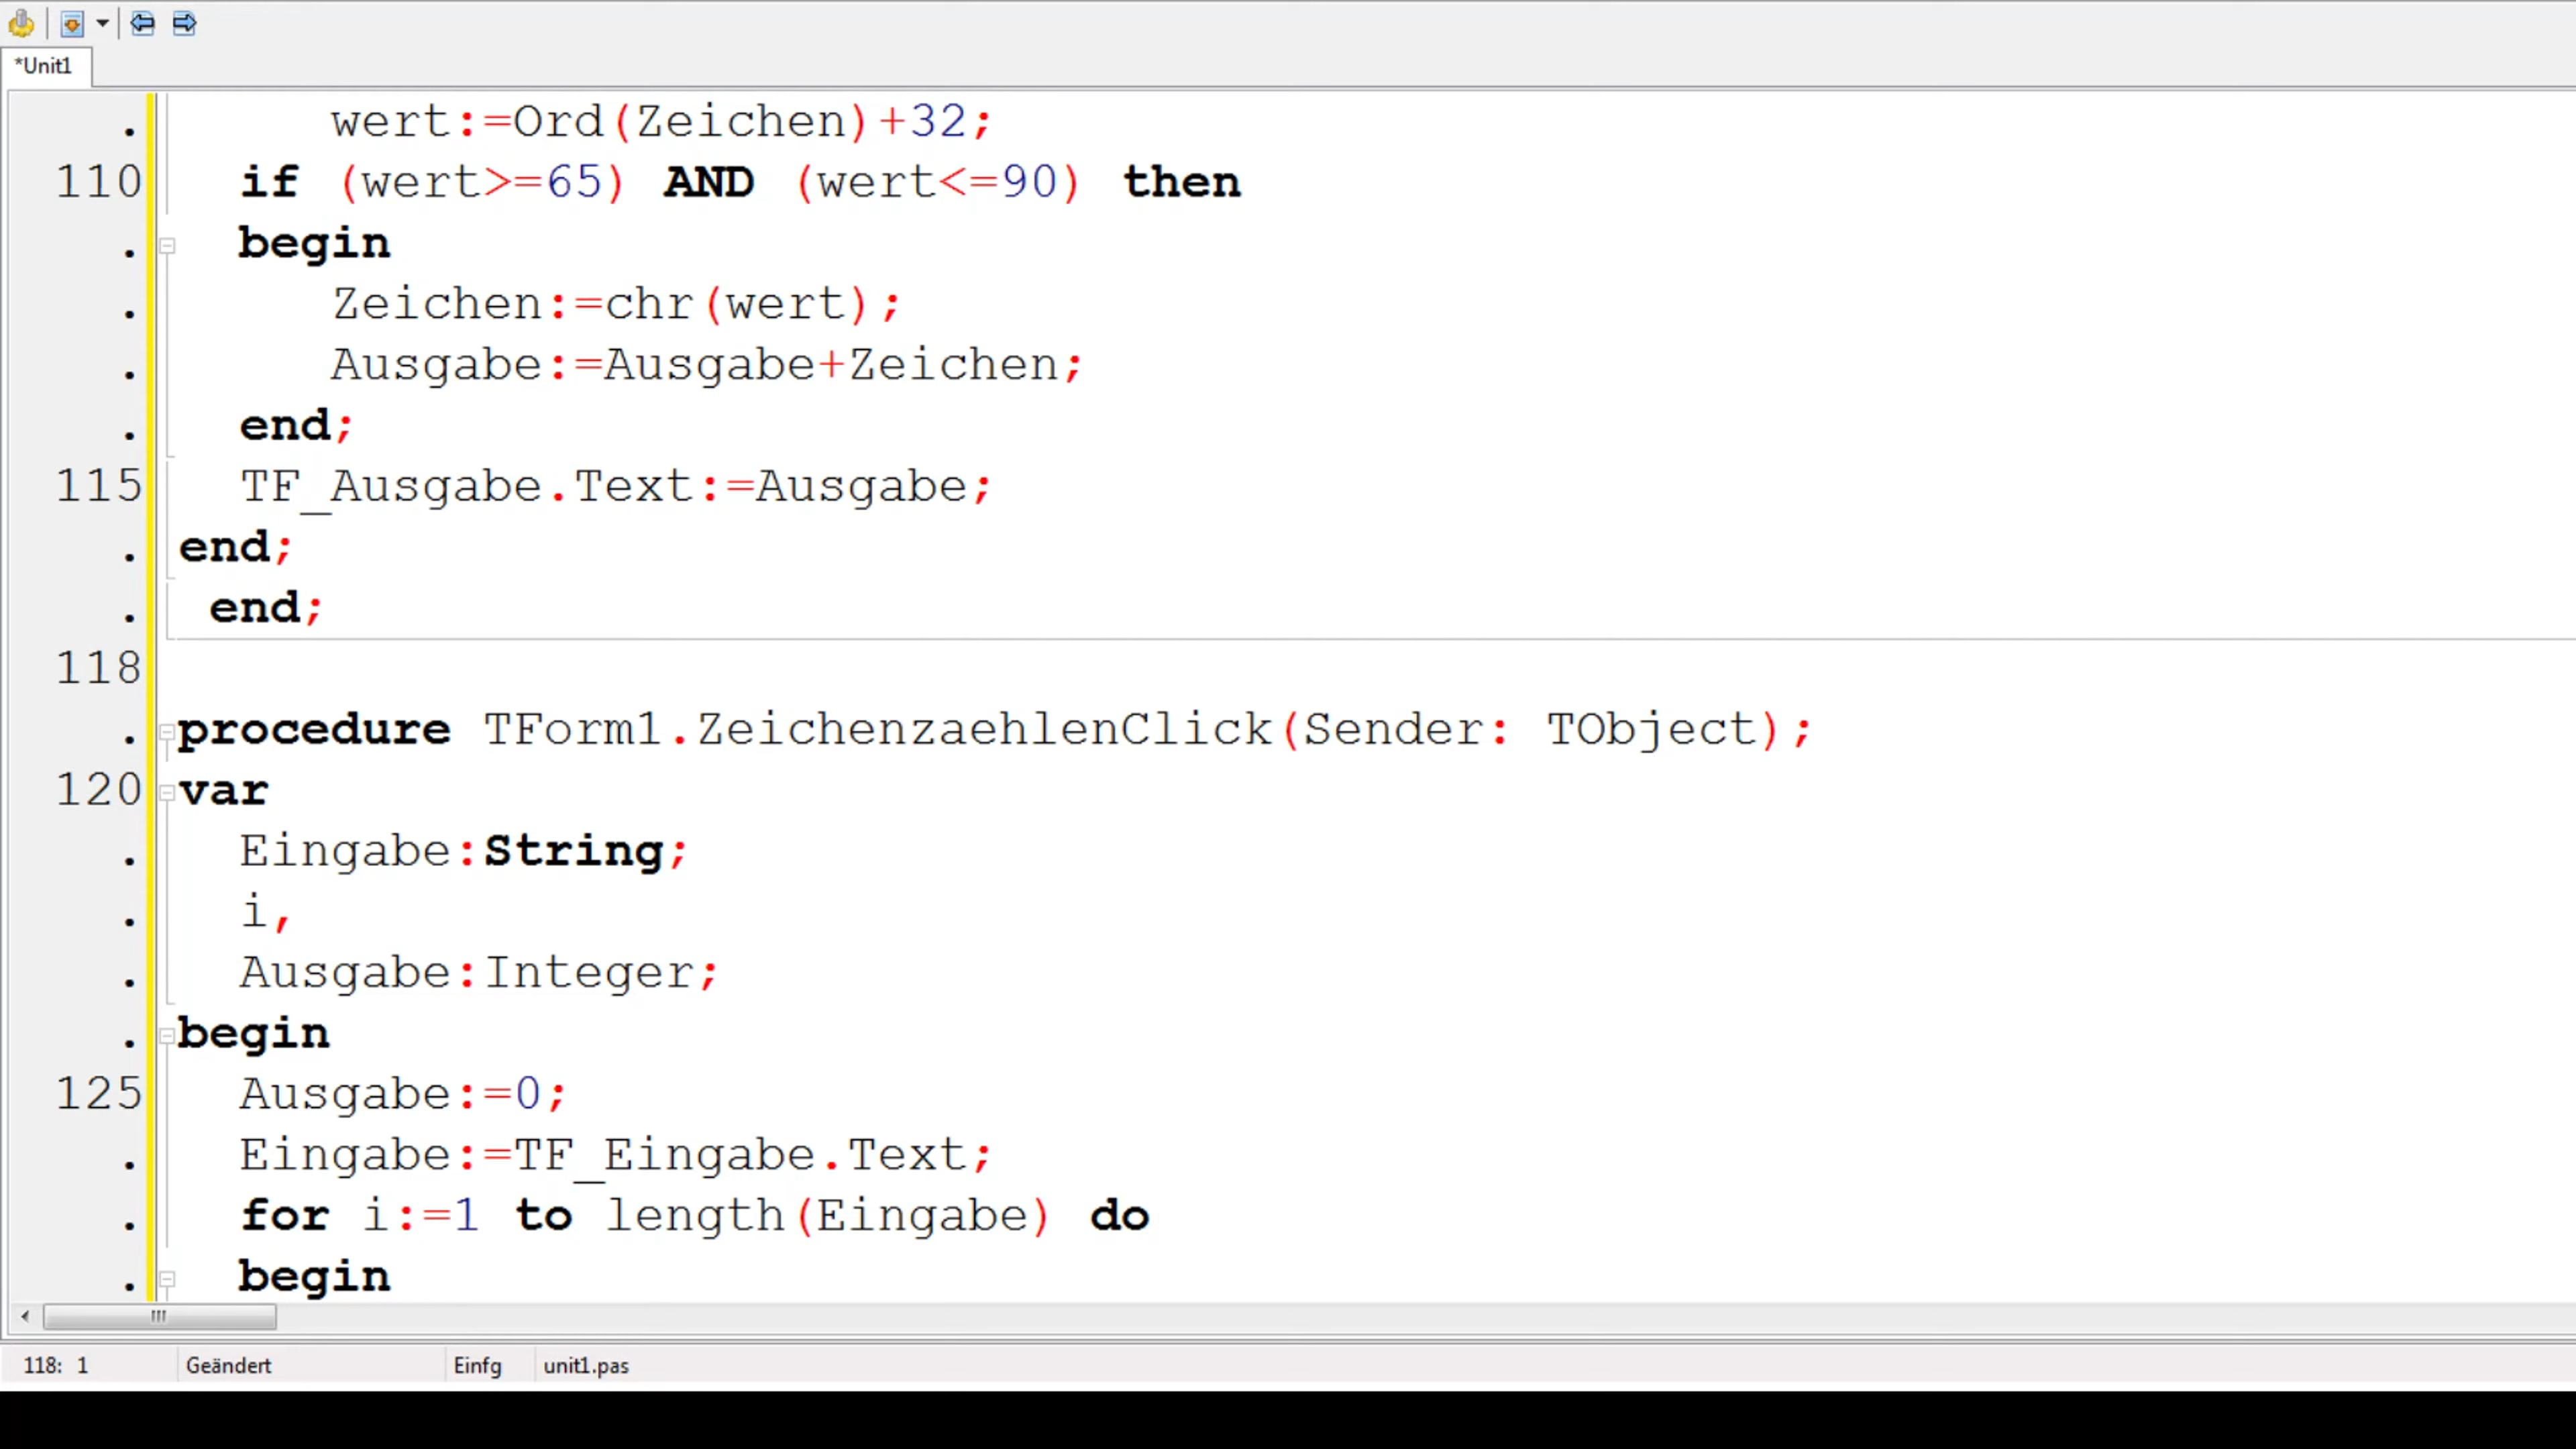 *Unit1
. wert:=Ord(Zeichen)+32;
110 if (wert>=65) AND (wert<=90) then
. begin
. Zeichen:=chr(wert);
. Ausgabe:=Ausgabe+Zeichen;
. end;
115 TF_Ausgabe.Text:=Ausgabe;
. end;
. end;
118
. procedure TForm1.ZeichenzaehlenClick(Sender: TObject);
120 var
. Eingabe:String;
. i,
. Ausgabe:Integer;
. begin
125 Ausgabe:=0;
. Eingabe:=TF_Eingabe.Text;
. for i:=1 to length(Eingabe) do
. begin
118: 1 Geändert Einfg unit1.pas